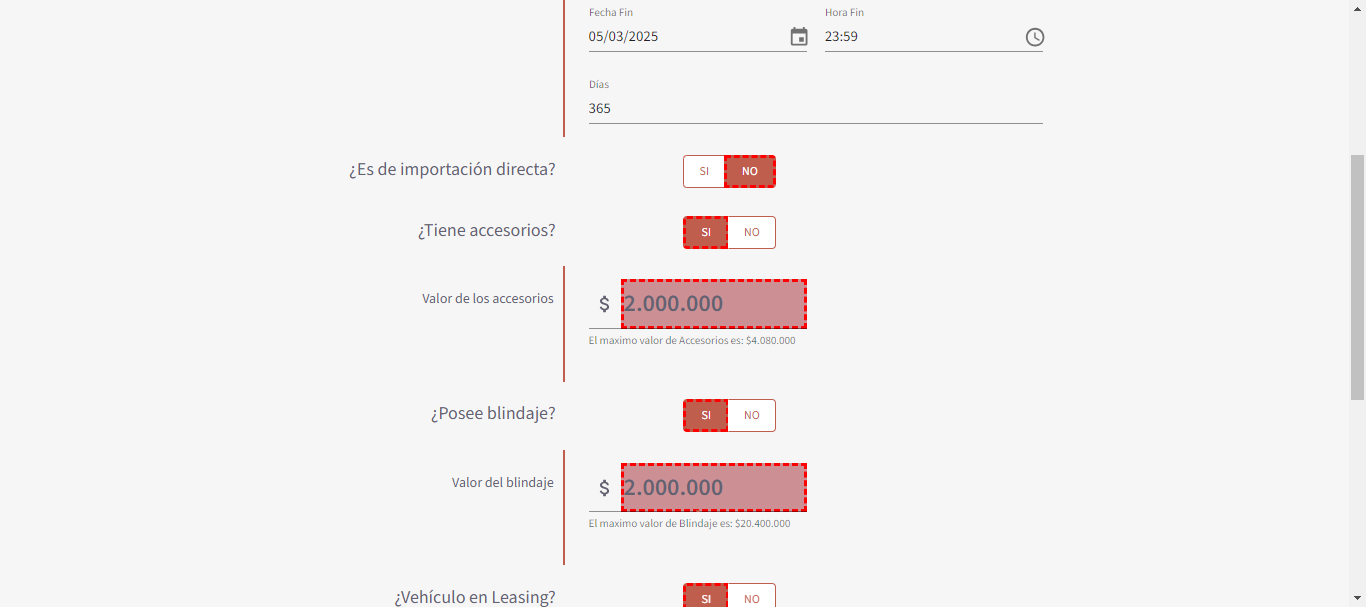 Fecha Fin
Hora Fin
05/03/2025
23:59
Días
365
¿Es de importación directa?
SI
NO
¿Tiene accesorios?
SI
NO
Valor de los accesorios
$
2.000.000
El maximo valor de Accesorios es: $4.080.000
¿Posee blindaje?
SI
NO
Valor del blindaje
$
2.000.000
El maximo valor de Blindaje es: $20.400.000
¿Vehículo en Leasing?
SI
NO